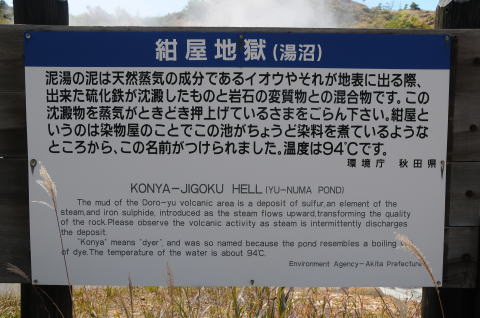 紺屋地獄(湯沼)
泥湯の泥は天然蒸気の成分であるイオウやそれが地表に出る際、
出来た硫化鉄が沈澱したものと岩石の変質物との混合物です。この
沈澱物を蒸気がときどき押上げているさまをごらん下さい。紺屋と
いうのは染物屋のことでこの池がちょうど染料を煮ているような
ところから、この名前がつけられました。温度は94℃です。
環境庁 秋田県
KONYA-JIGOKU HELL (YU-NUMA POND)
The mud of the Doro-yu volcanic area is a deposit of sulfur,an element of the
steam,and iron sulphide, introduced as the steam flows upward,transforming the quality
of the rock.Please observe the volcanic activity as steam is intermittently discharges
the deposit.
"Konya" means "dyer", and was so named because the pond resembles a boiling
of dye.The temperature of the water is about 94℃.
Environment Agency-Akita Prefecture